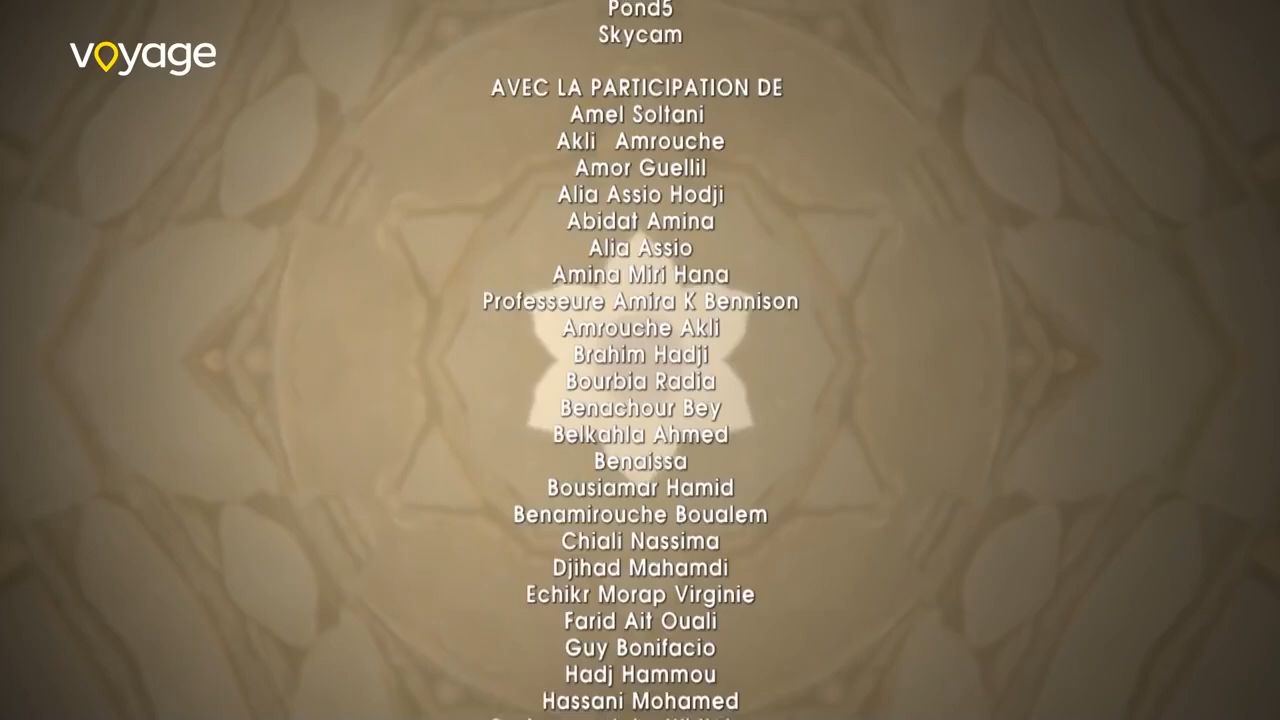 voyage
Pond5
Skycam
AVEC LA PARTICIPATION DE
Amel Soltani
Akli Amrouche
Amor Guellil
Alia Assio Hodji
Abidat Amina
Alia Assio
Amina Miri Hana
Professeure Amira K Bennison
Amrouche Akli
Brahim Hadji
Bourbia Radia
Benachour Bey
Belkahla Ahmed
Benaissa
Bousiamar Hamid
Benamirouche Boualem
Chiali Nassima
Djihad Mahamdi
Echikr Morap Virginie
Farid Ait Ouali
Guy Bonifacio
Hadj Hammou
Hassani Mohamed